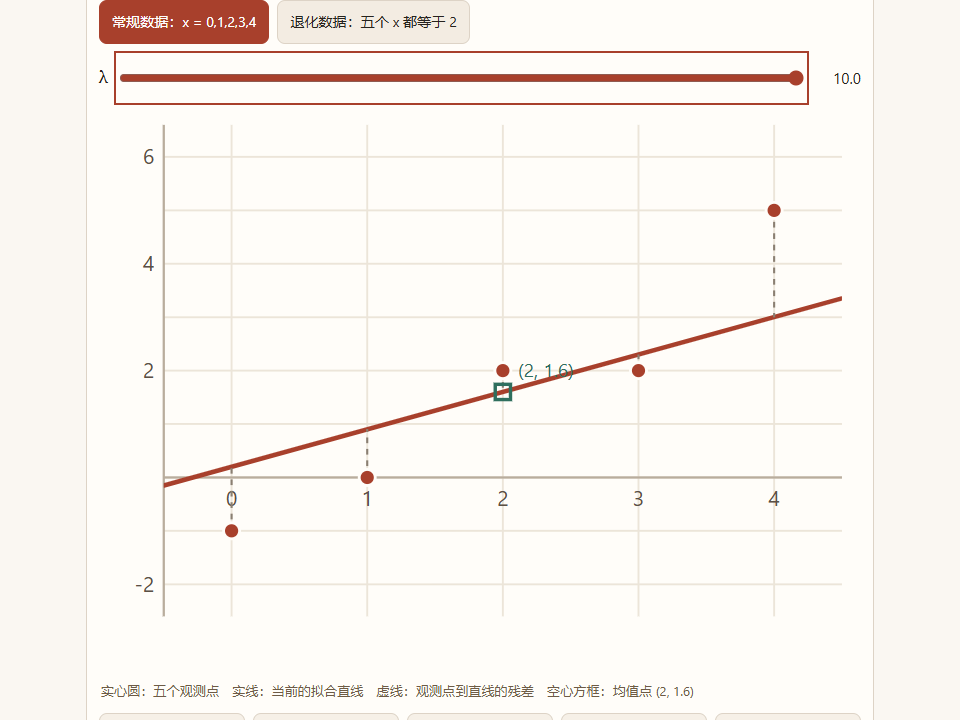 常规数据：x = 0,1,2,3,4
退化数据：五个 x 都等于 2
λ
10.0
6
4
2
(2, 1.6)
0
1
2
3
4
-2
实心圆：五个观测点 实线：当前的拟合直线 虚线：观测点到直线的残差 空心方框：均值点 (2, 1.6)